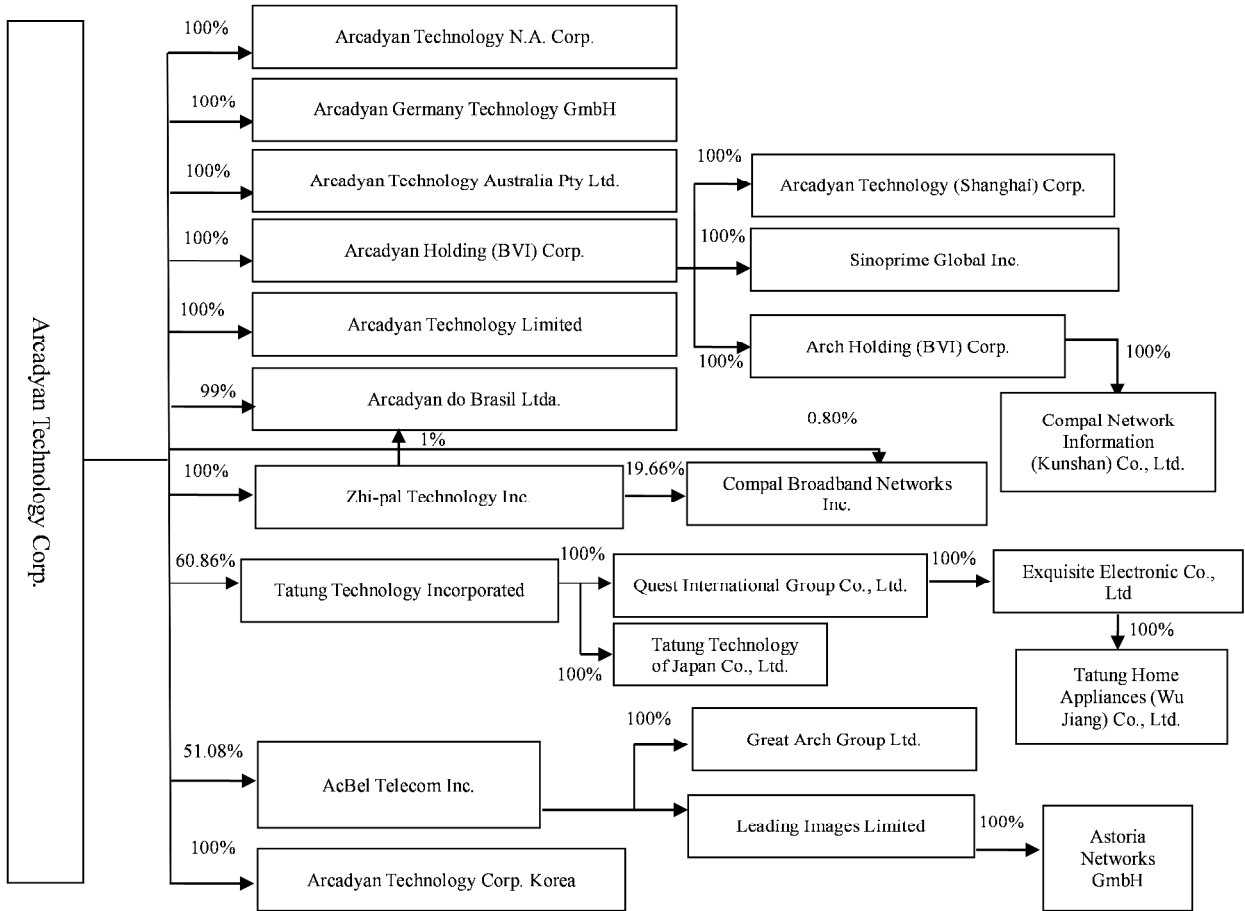 Arcadyan Technology Corp.
100%
Arcadyan Technology N.A. Corp.
100%
Arcadyan Germany Technology GmbH
100%
Arcadyan Technology Australia Pty Ltd.
100%
Arcadyan Holding (BVI) Corp.
100%
Arcadyan Technology (Shanghai) Corp.
100%
Sinoprime Global Inc.
100%
Arch Holding (BVI) Corp.
100%
Compal Network
Information
(Kunshan) Co., Ltd.
100%
Arcadyan Technology Limited
99%
Arcadyan do Brasil Ltda.
1%
0.80%
100%
Zhi-pal Technology Inc.
19.66%
Compal Broadband Networks
Inc.
60.86%
Tatung Technology Incorporated
100%
Quest International Group Co., Ltd.
100%
Exquisite Electronic Co.,
Ltd
100%
Tatung Home
Appliances (Wu
Jiang) Co., Ltd.
100%
Tatung Technology
of Japan Co., Ltd.
51.08%
AcBel Telecom Inc.
100%
Great Arch Group Ltd.
Leading Images Limited
100%
Astoria
Networks
GmbH
100%
Arcadyan Technology Corp. Korea